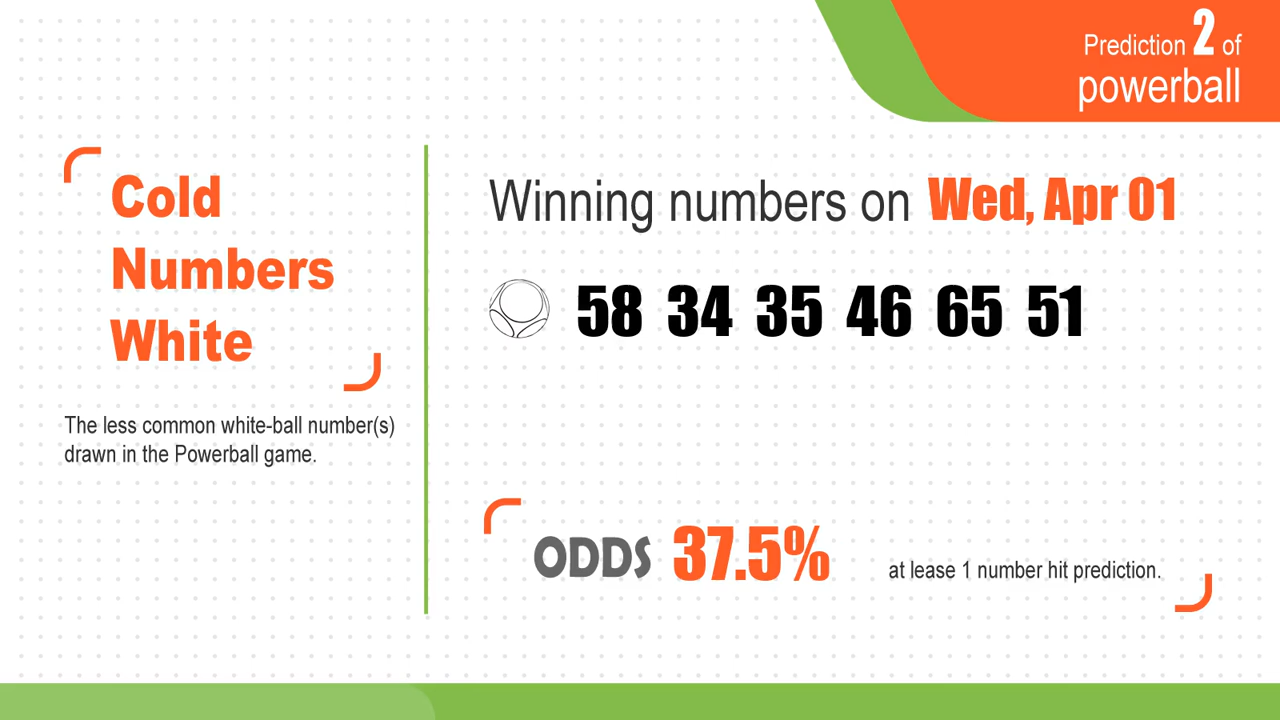 Prediction 2 of
powerball
Cold
Numbers
White
The less common white-ball number(s)
drawn in the Powerball game.
Winning numbers on Wed, Apr 01
58 34 35 46 65 51
ODDS 37.5% at lease 1 number hit prediction.